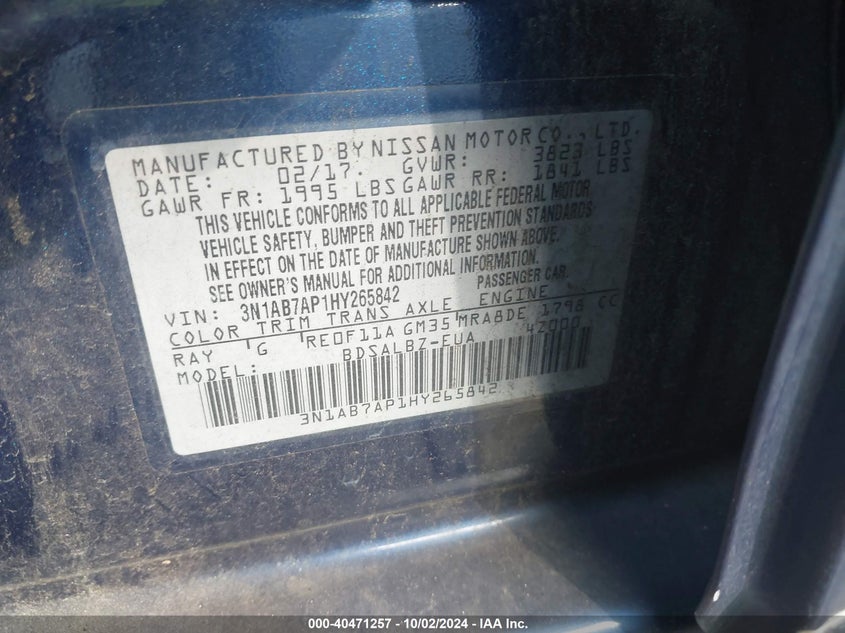 MANUFACTURED BY NISSAN MOTOR CO., LTD.
DATE: 02/17. GVWR: 3823 LBS
GAWR FR: 1995 LBS GAWR RR: 1841 LBS
THIS VEHICLE CONFORMS TO ALL APPLICABLE FEDERAL MOTOR
VEHICLE SAFETY, BUMPER AND THEFT PREVENTION STANDARDS
IN EFFECT ON THE DATE OF MANUFACTURE SHOWN ABOVE.
SEE OWNER'S MANUAL FOR ADDITIONAL INFORMATION.
VIN: 3N1AB7AP1HY265842 PASSENGER CAR
COLOR TRIM TRANS AXLE ENGINE
RAY 'G 'RE0F11A GM35'MRA8DE 1798 CC
MODEL: BDSALBZ-EUA 4Z000
3N1AB7AP1HY265842
000-40471257 - 10/02/2024 - IAA Inc.